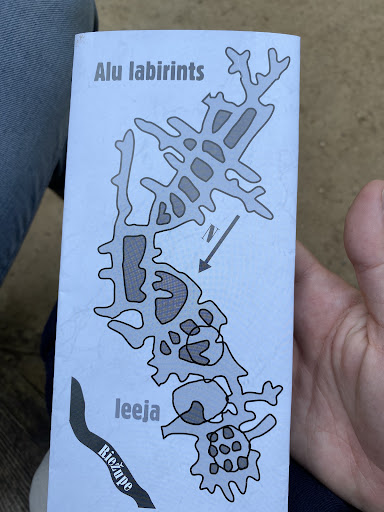 Alu labirints
N
Ieeja
Riežupe